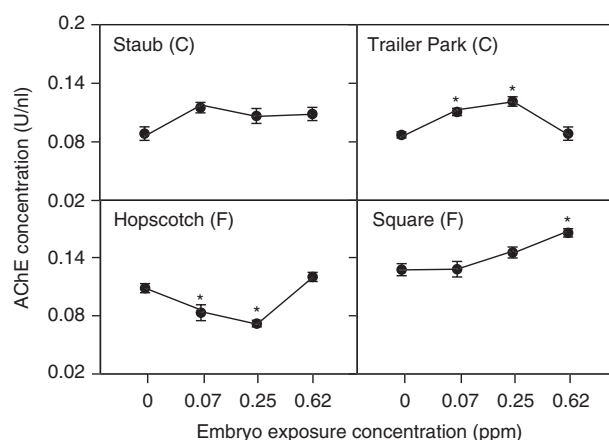 0.2
Staub (C)
Trailer Park (C)
0.14
*
*
0.08
0.02
Hopscotch (F)
Square (F)
*
0.14
*
*
0.08
0.02
0 0.07 0.25 0.62 0 0.07 0.25 0.62
AChE concentration (U/nl)
Embryo exposure concentration (ppm)